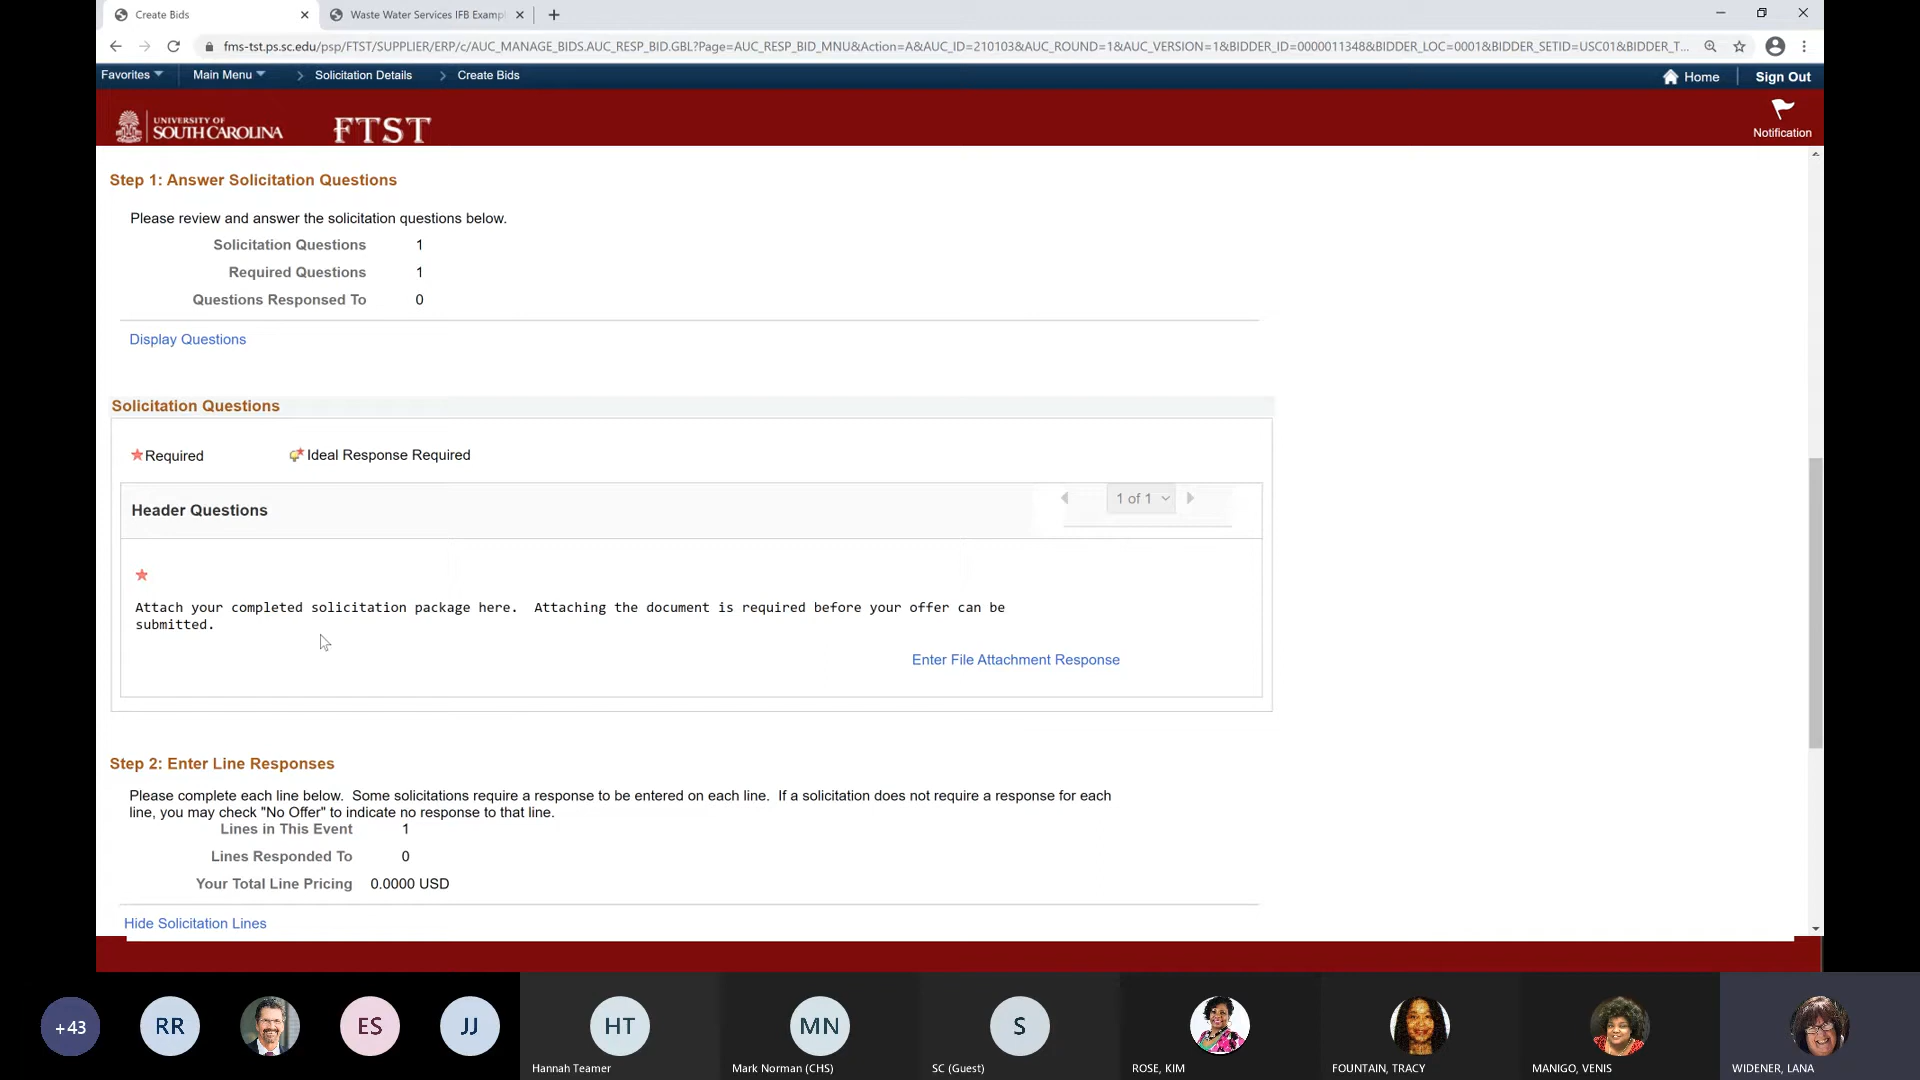 Create Bids
Waste Water Services IFB Exampl
fms-tst.ps.sc.edu/psp/FTST/SUPPLIER/ERP/c/AUC_MANAGE_BIDS.AUC_RESP_BID.GBL?Page=AUC_RESP_BID_MNU&Action=A&AUC_ID=210103&AUC_ROUND=1&AUC_VERSION=1&BIDDER_ID=0000011348&BIDDER_LOC=0001&BIDDER_SETID=USC01&BIDDER_T...
Favorites Main Menu > Solicitation Details > Create Bids
Home Sign Out
UNIVERSITY OF
SOUTH CAROLINA
FTST
Notification
Step 1: Answer Solicitation Questions
Please review and answer the solicitation questions below.
Solicitation Questions 1
Required Questions 1
Questions Responsed To 0
Display Questions
Solicitation Questions
Required Ideal Response Required
Header Questions
1 of 1
Attach your completed solicitation package here. Attaching the document is required before your offer can be
submitted.
Enter File Attachment Response
Step 2: Enter Line Responses
Please complete each line below. Some solicitations require a response to be entered on each line. If a solicitation does not require a response for each
line, you may check "No Offer" to indicate no response to that line.
Lines in This Event 1
Lines Responded To 0
Your Total Line Pricing 0.0000 USD
Hide Solicitation Lines
+43
RR
ES
JJ
HT
MN
S
Hannah Teamer
Mark Norman (CHS)
SC (Guest)
ROSE, KIM
FOUNTAIN, TRACY
MANIGO, VENIS
WIDENER, LANA